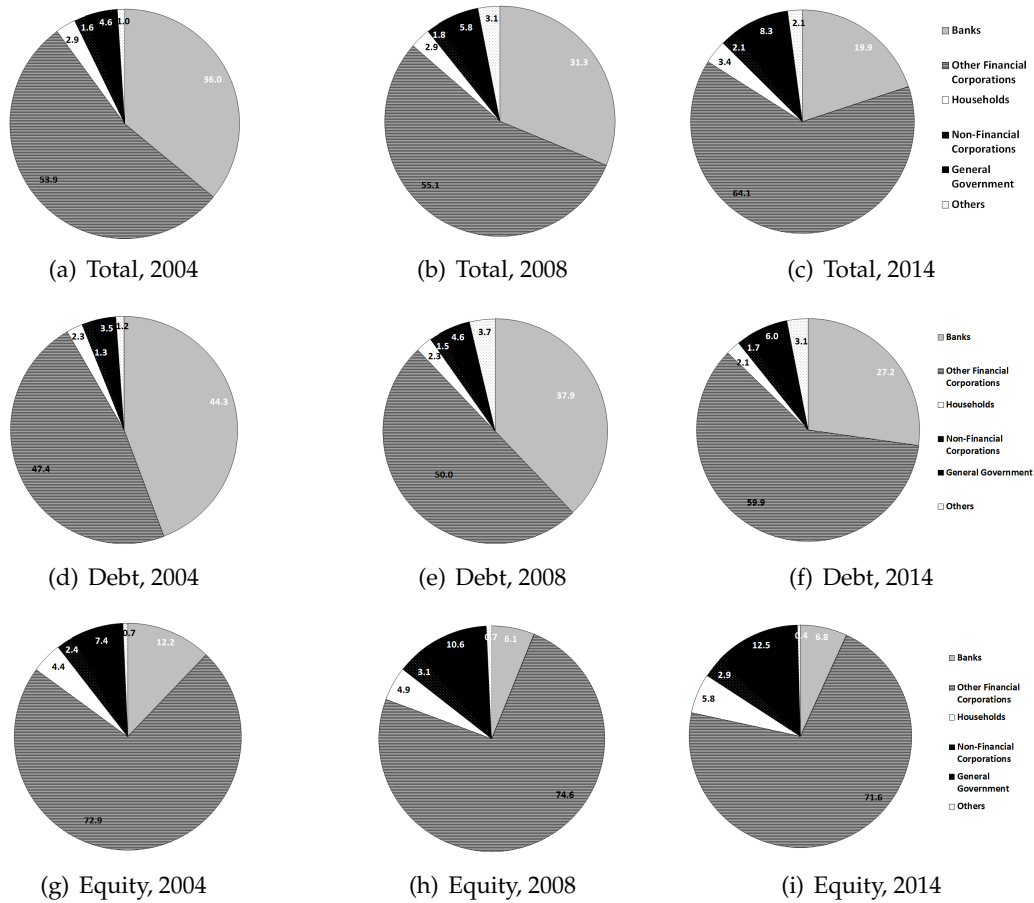 1.0
4.6
1.6
2.9
36.0
53.9
(a) Total, 2004
3.1
5.8
1.8
2.9
31.3
55.1
(b) Total, 2008
2.1
8.3
2.1
3.4
19.9
64.1
(c) Total, 2014
Banks
Other Financial
Corporations
Households
Non-Financial
Corporations
General
Government
Others
1.2
3.5
1.3
2.3
44.3
47.4
(d) Debt, 2004
3.7
4.6
1.5
2.3
37.9
50.0
(e) Debt, 2008
3.1
6.0
1.7
2.1
27.2
59.9
(f) Debt, 2014
Banks
Other Financial
Corporations
Households
Non-Financial
Corporations
General Government
Others
0.7
7.4
2.4
4.4
12.2
72.9
(g) Equity, 2004
0.7
6.1
10.6
3.1
4.9
74.6
(h) Equity, 2008
0.4
6.8
12.5
2.9
5.8
71.6
(i) Equity, 2014
Banks
Other Financial
Corporations
Households
Non-Financial
Corporations
General
Government
Others